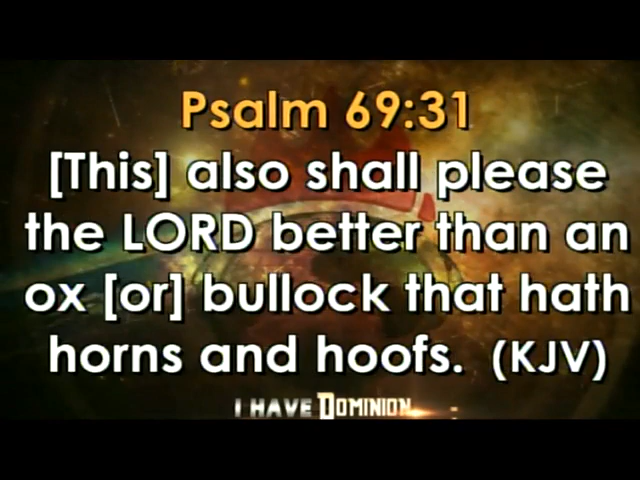 Psalm 69:31
[This] also shall please
the LORD better than an
ox [or] bullock that hath
horns and hoofs. (KJV)
I HAVE DOMINION